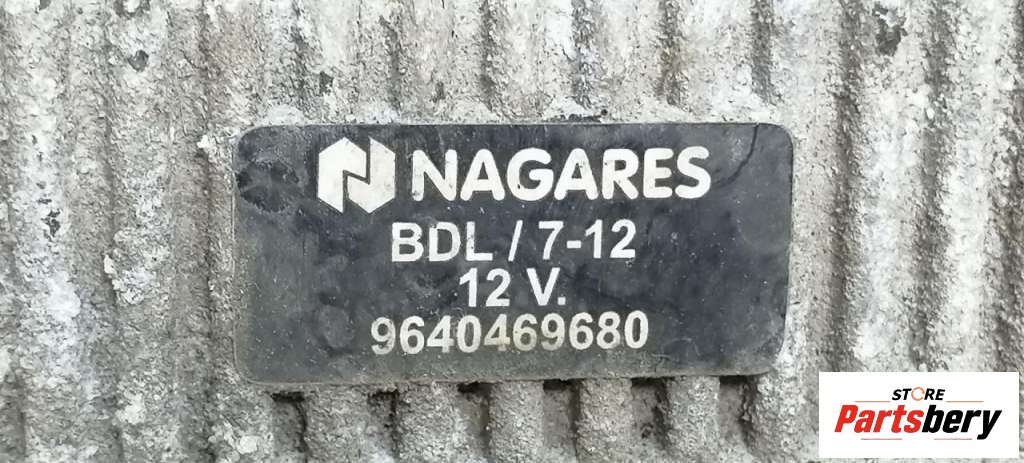 NAGARES
BDL / 7-12
12 V.
9640469680
STORE
Partsbery